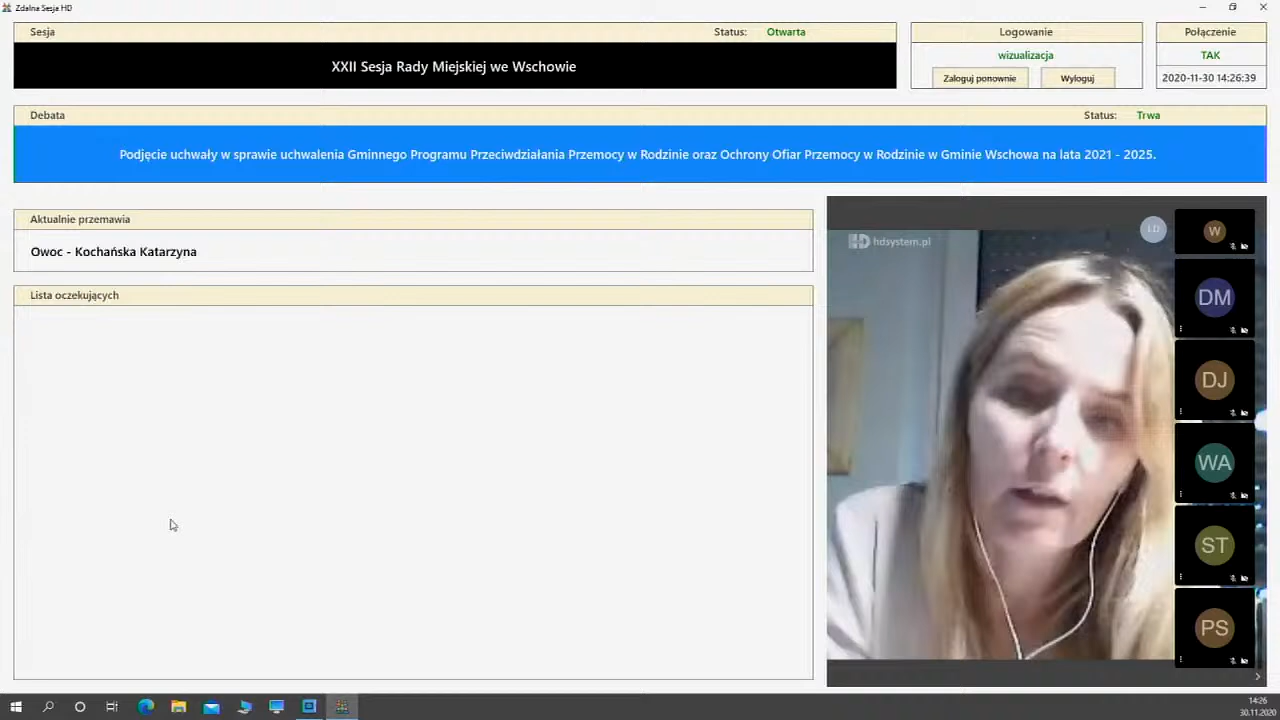 Zdalna Sesja HD
Sesja
Status: Otwarta
XXII Sesja Rady Miejskiej we Wschowie
Logowanie
wizualizacja
Zaloguj ponownie
Wyloguj
Połączenie
TAK
2020-11-30 14:26:39
Debata
Status: Trwa
Podjęcie uchwały w sprawie uchwalenia Gminnego Programu Przeciwdziałania Przemocy w Rodzinie oraz Ochrony Ofiar Przemocy w Rodzinie w Gminie Wschowa na lata 2021 - 2025.
Aktualnie przemawia
Owoc - Kochańska Katarzyna
Lista oczekujących
HD hdsystem.pl
LD
W
DM
DJ
WA
ST
PS
14:26
30.11.2020